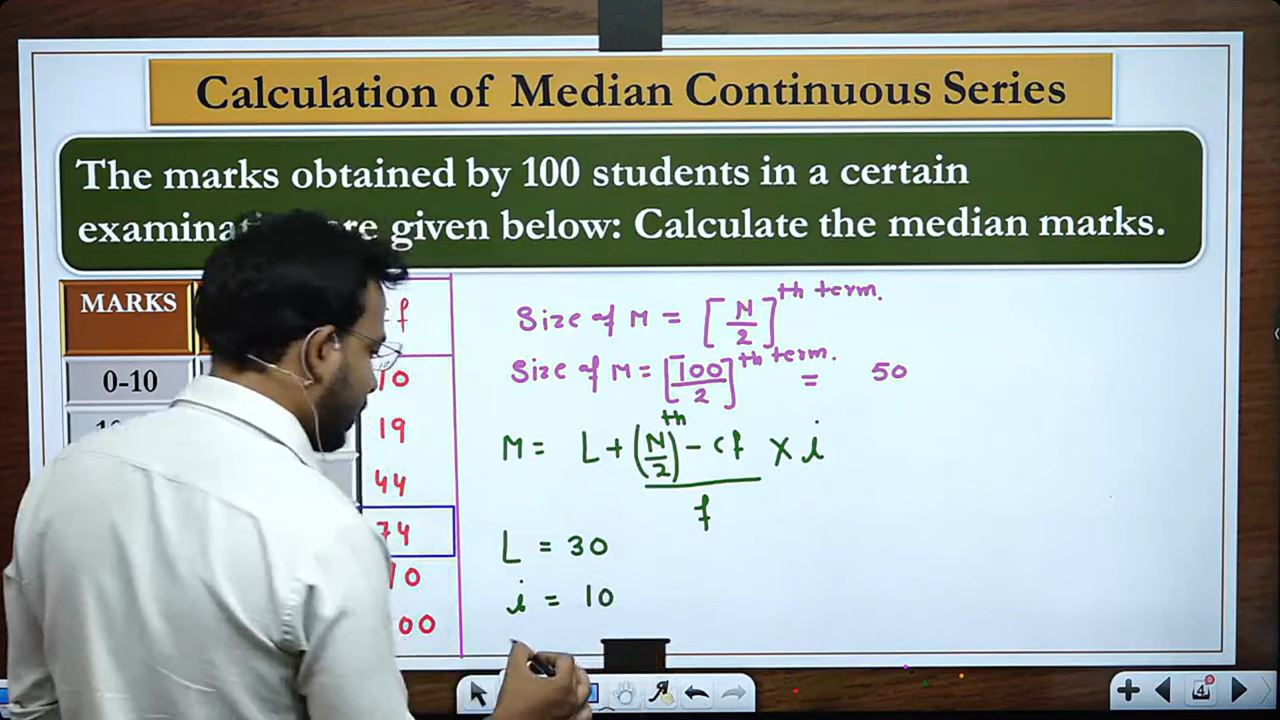 Calculation of Median Continuous Series
The marks obtained by 100 students in a certain
given below: Calculate the median marks.
MARKS
0-10
19
44
74
Size of M = [N/2]th term.
Size of M = [100/2]th term. = 50
M = L + (N/2)th - cf / f × i
L = 30
i = 10
4